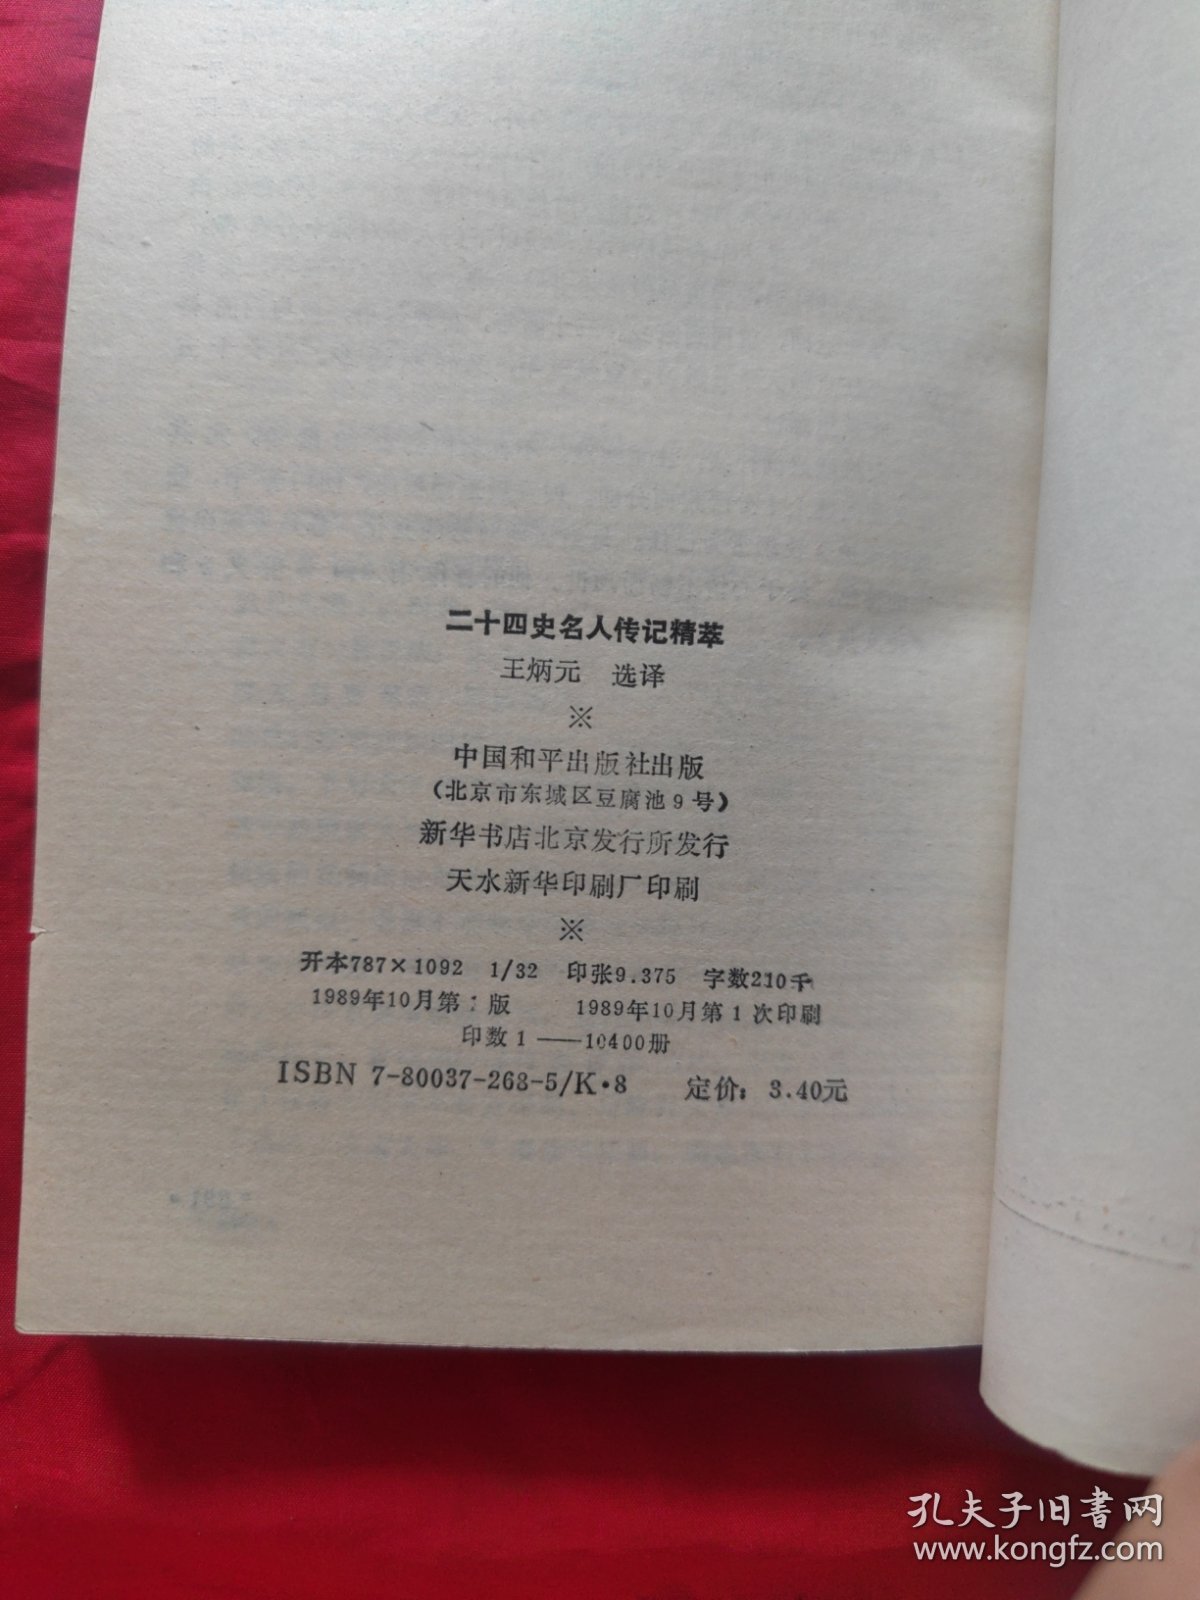 二十四史名人传记精萃
王炳元 选译
※
中国和平出版社出版
(北京市东城区豆腐池9号)
新华书店北京发行所发行
天水新华印刷厂印刷
※
开本787×1092 1/32 印张9.375 字数210千
1989年10月第1版 1989年10月第1次印刷
印数1——10400册
ISBN 7-80037-268-5/K·8 定价：3.40元
孔夫子旧书网
www.kongfz.com